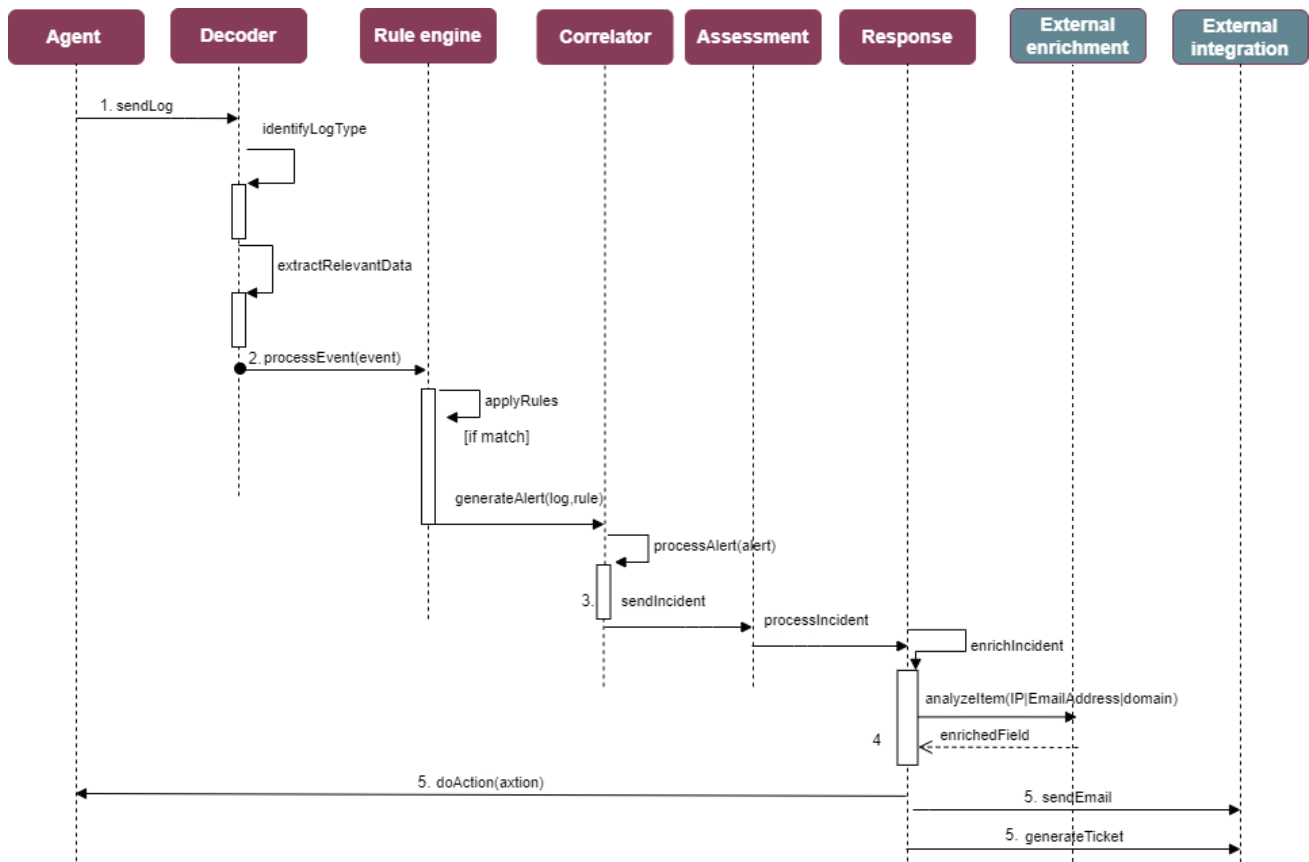 Agent
Decoder
Rule engine
Correlator
Assessment
Response
External
enrichment
External
integration
1. sendLog
identifyLogType
extractRelevantData
2. processEvent(event)
applyRules
[if match]
generateAlert(log,rule)
processAlert(alert)
3. sendIncident
processIncident
enrichIncident
analyzeItem(IP|EmailAddress|domain)
4
enrichedField
5. doAction(axtion)
5. sendEmail
5. generateTicket